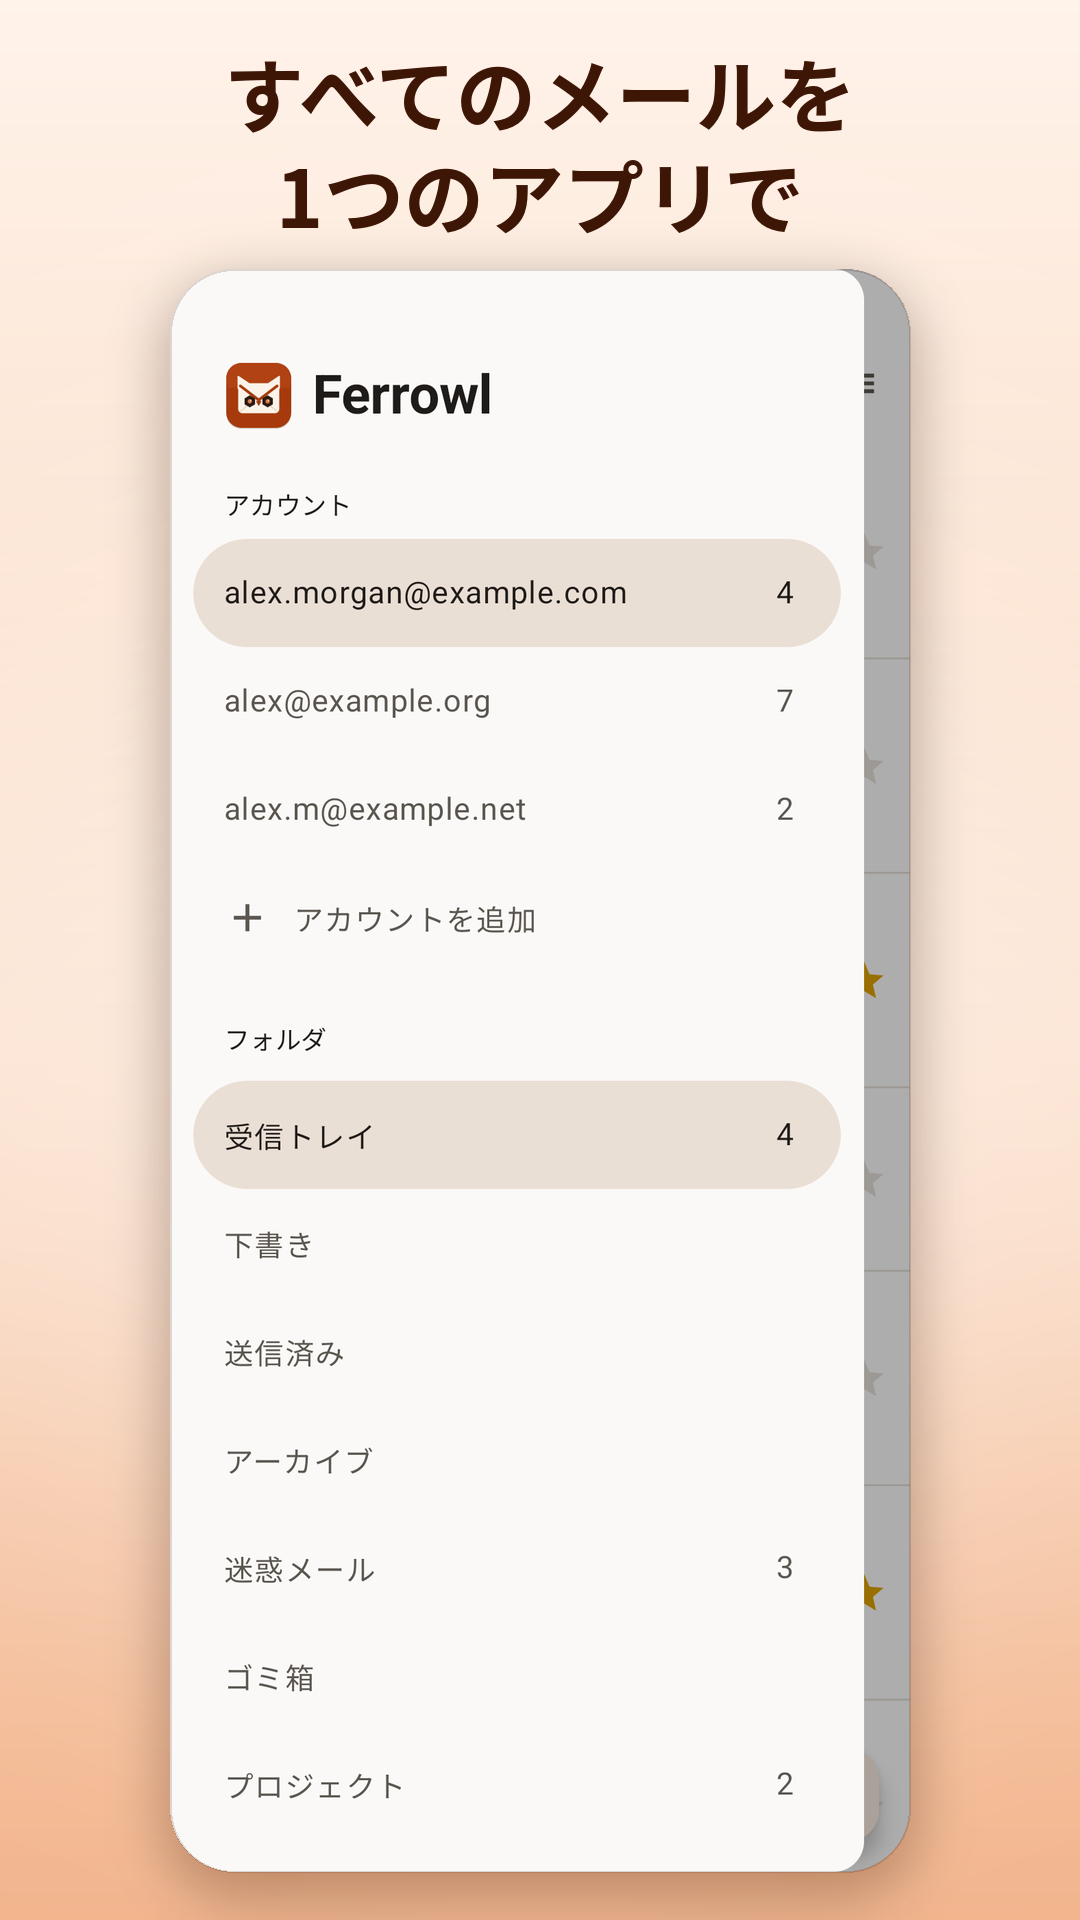 すべてのメールを
1つのアプリで
Ferrowl
アカウント
alex.morgan@example.com 4
alex@example.org 7
alex.m@example.net 2
+ アカウントを追加
フォルダ
受信トレイ 4
下書き
送信済み
アーカイブ
迷惑メール 3
ゴミ箱
プロジェクト 2